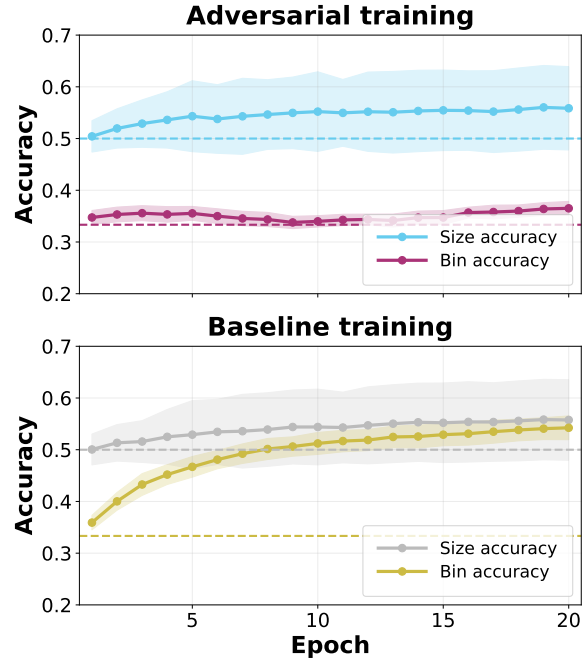 Adversarial training
0.7
0.6
0.5
0.4
0.3
0.2
Accuracy
Size accuracy
Bin accuracy
Baseline training
0.7
0.6
0.5
0.4
0.3
0.2
Accuracy
Size accuracy
Bin accuracy
5 10 15 20
Epoch